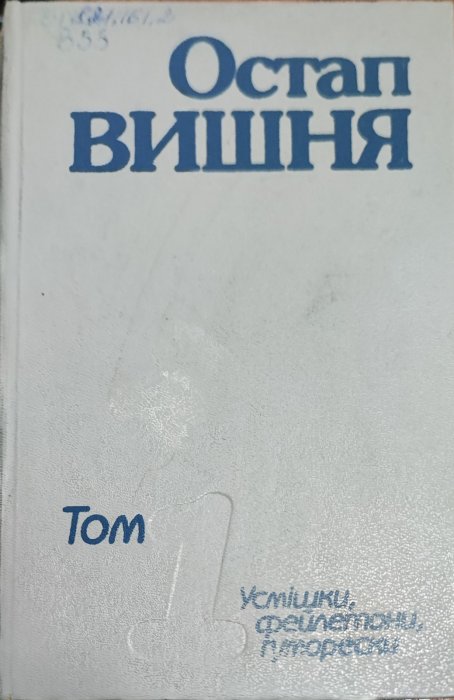 Остап
ВИШНЯ
Том
1
Усмішки,
фейлетони,
гуморески